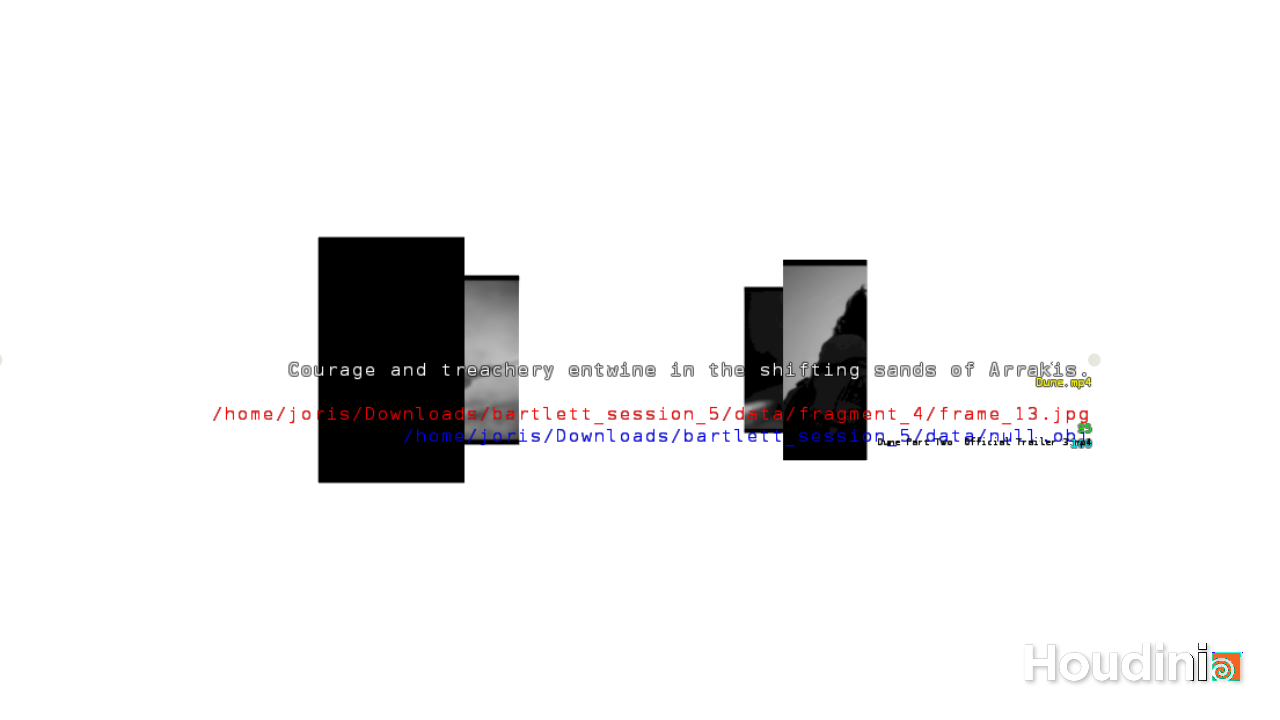 Courage and treachery entwine in the shifting sands of Arrakis.
Dune.mp4
/home/joris/Downloads/bartlett_session_5/data/fragment_4/frame_13.jpg
/home/joris/Downloads/bartlett_session_5/data/null.obj
Dune Part Two Official Trailer 3.mp4
Houdini